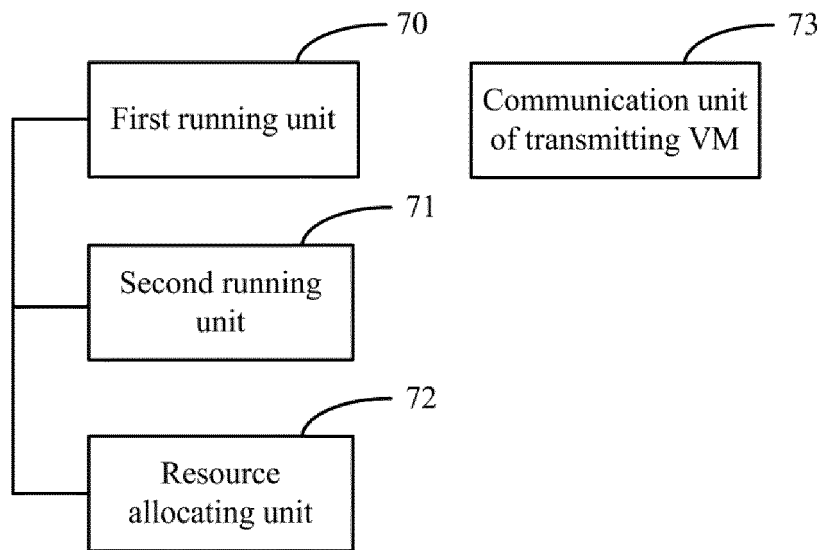 70
First running unit
73
Communication unit
of transmitting VM
71
Second running
unit
72
Resource
allocating unit